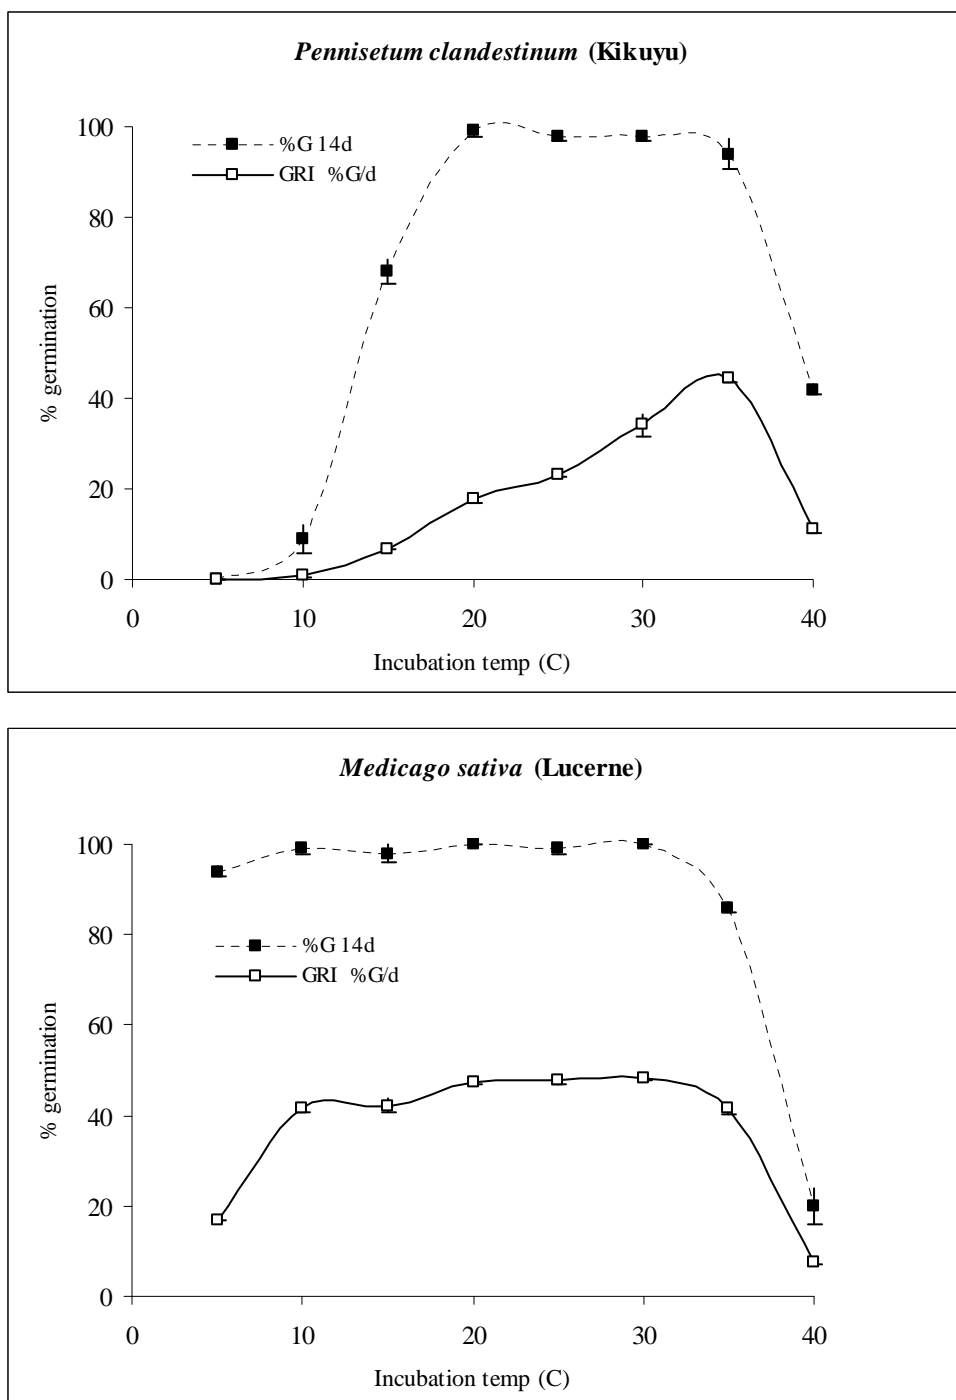 Pennisetum clandestinum (Kikuyu)
100
80
60
40
20
0
% germination
%G 14d
GRI %G/d
0 10 20 30 40
Incubation temp (C)
Medicago sativa (Lucerne)
100
80
60
40
20
0
% germination
%G 14d
GRI %G/d
0 10 20 30 40
Incubation temp (C)